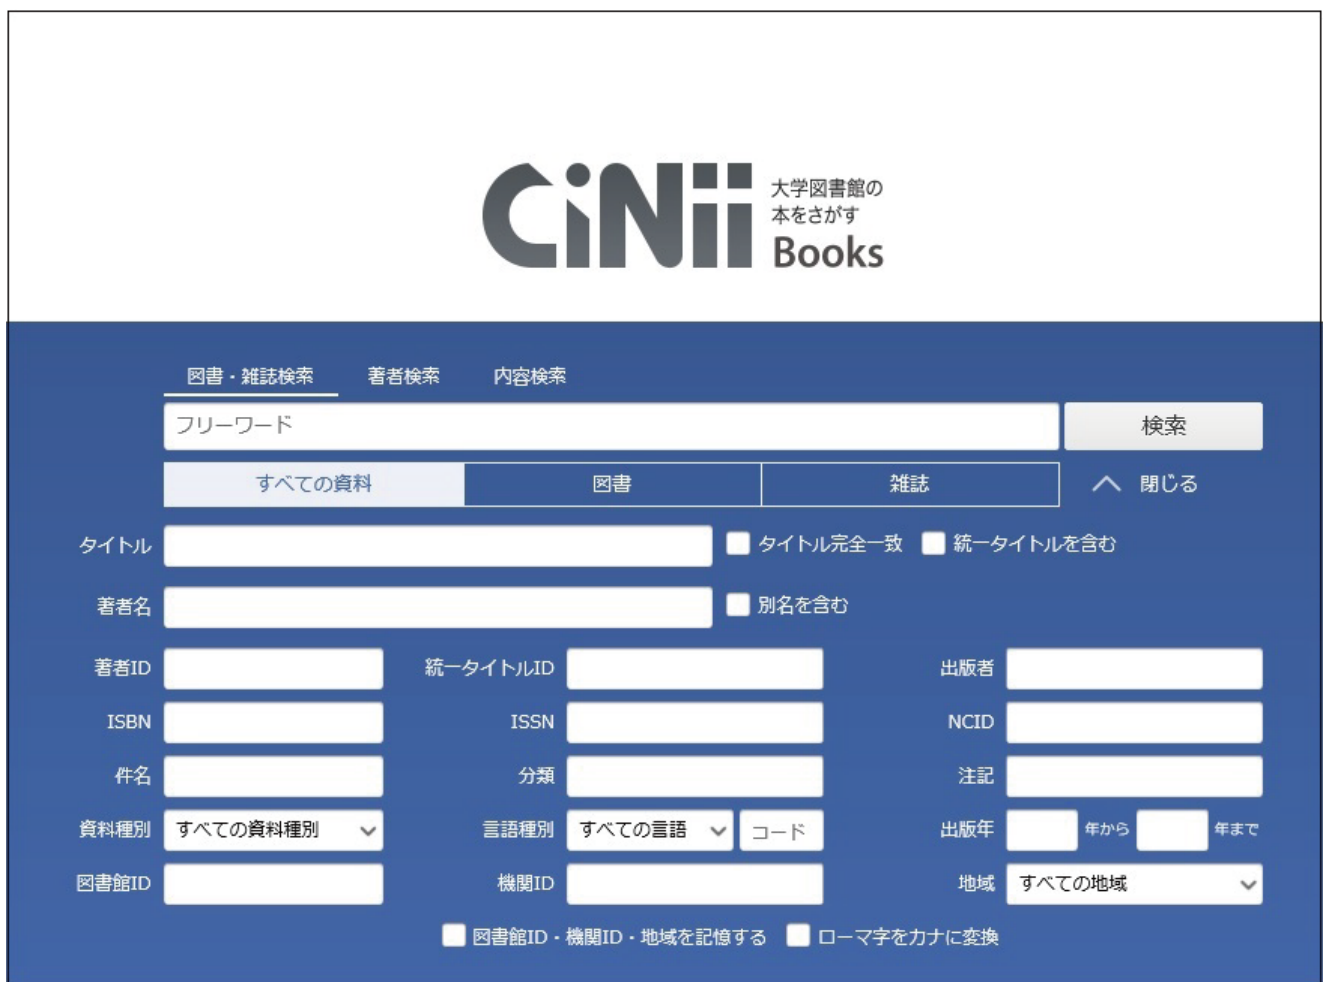 CiNii
大学図書館の
本をさがす
Books
図書・雑誌検索 著者検索 内容検索
フリーワード 検索
すべての資料 図書 雑誌 閉じる
タイトル タイトル完全一致 統一タイトルを含む
著者名 別名を含む
著者ID 統一タイトルID 出版者
ISBN ISSN NCID
件名 分類 注記
資料種別 すべての資料種別 言語種別 すべての言語 コード 出版年 年から 年まで
図書館ID 機関ID 地域 すべての地域
図書館ID・機関ID・地域を記憶する ローマ字をカナに変換